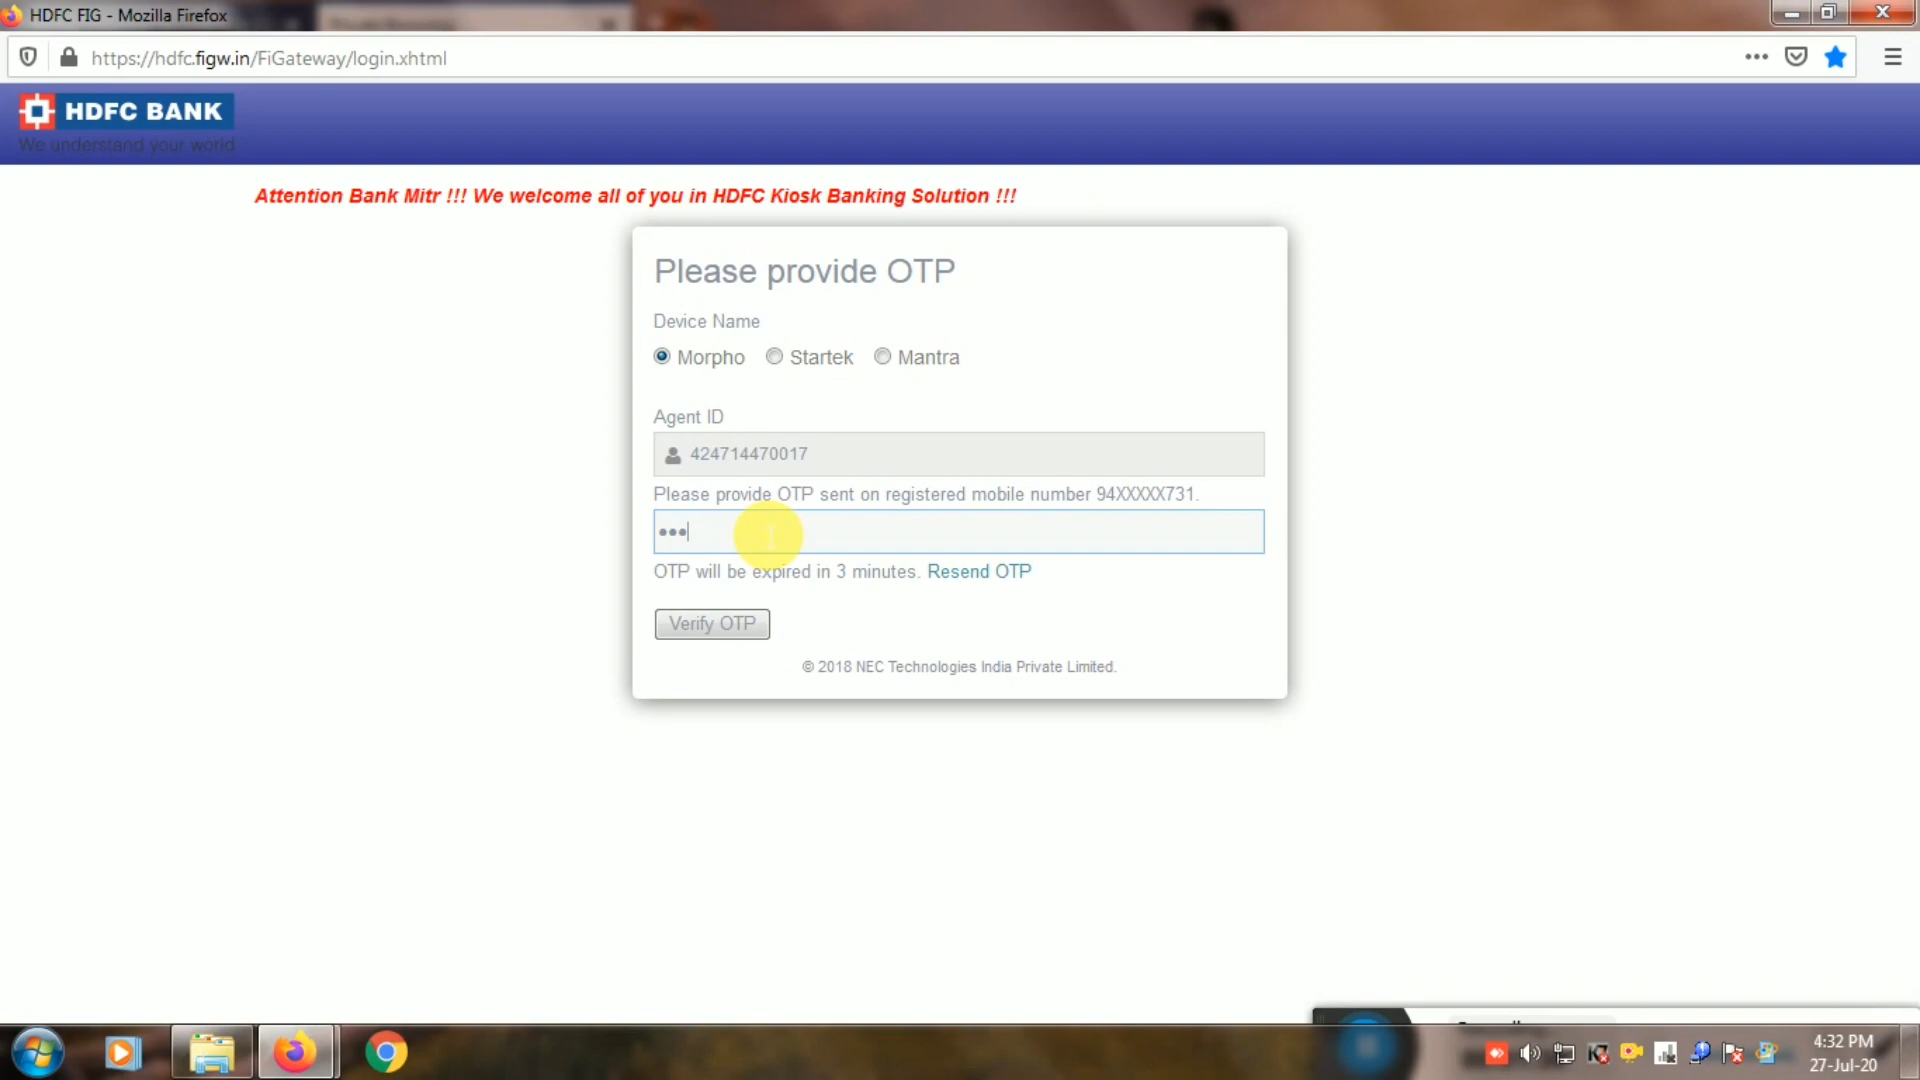 HDFC FIG - Mozilla Firefox
https://hdfc.figw.in/FiGateway/login.xhtml
HDFC BANK
We understand your world
Attention Bank Mitr !!! We welcome all of you in HDFC Kiosk Banking Solution !!!
Please provide OTP
Device Name
Morpho Startek Mantra
Agent ID
424714470017
Please provide OTP sent on registered mobile number 94XXXXX731.
OTP will be expired in 3 minutes. Resend OTP
Verify OTP
© 2018 NEC Technologies India Private Limited.
4:32 PM
27-Jul-20